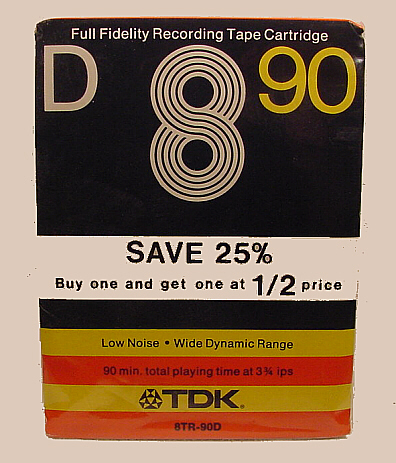 Full Fidelity Recording Tape Cartridge
D 8 90
SAVE 25%
Buy one and get one at 1/2 price
Low Noise • Wide Dynamic Range
90 min. total playing time at 3¾ ips
TDK.
8TR-90D